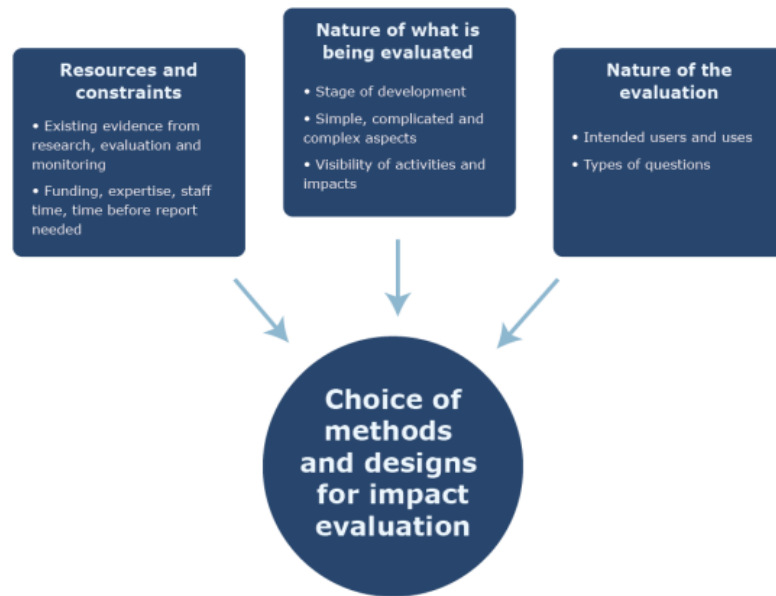 Resources and
constraints
• Existing evidence from
research, evaluation and
monitoring
• Funding, expertise, staff
time, time before report
needed
Nature of what is
being evaluated
• Stage of development
• Simple, complicated and
complex aspects
• Visibility of activities and
impacts
Nature of the
evaluation
• Intended users and uses
• Types of questions
Choice of
methods
and designs
for impact
evaluation